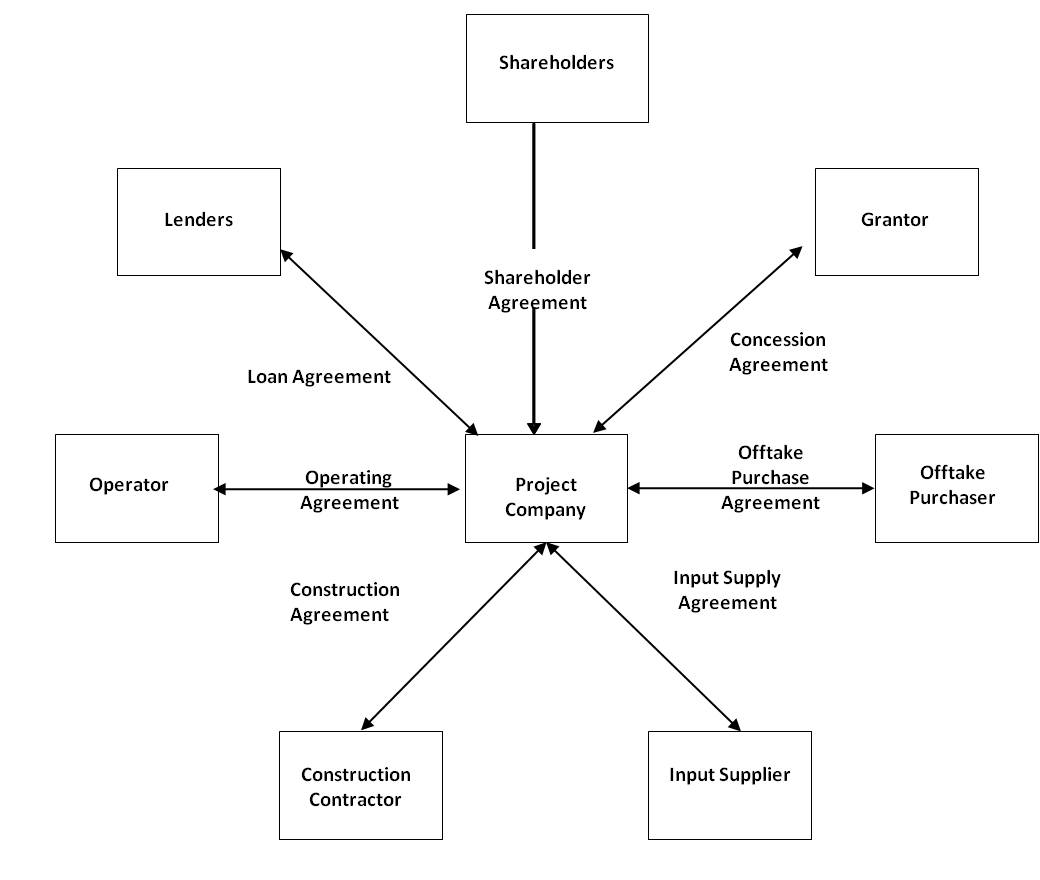 Shareholders
Lenders
Grantor
Shareholder
Agreement
Concession
Agreement
Loan Agreement
Operator
Operating
Agreement
Project
Company
Offtake
Purchase
Agreement
Offtake
Purchaser
Construction
Agreement
Input Supply
Agreement
Construction
Contractor
Input Supplier